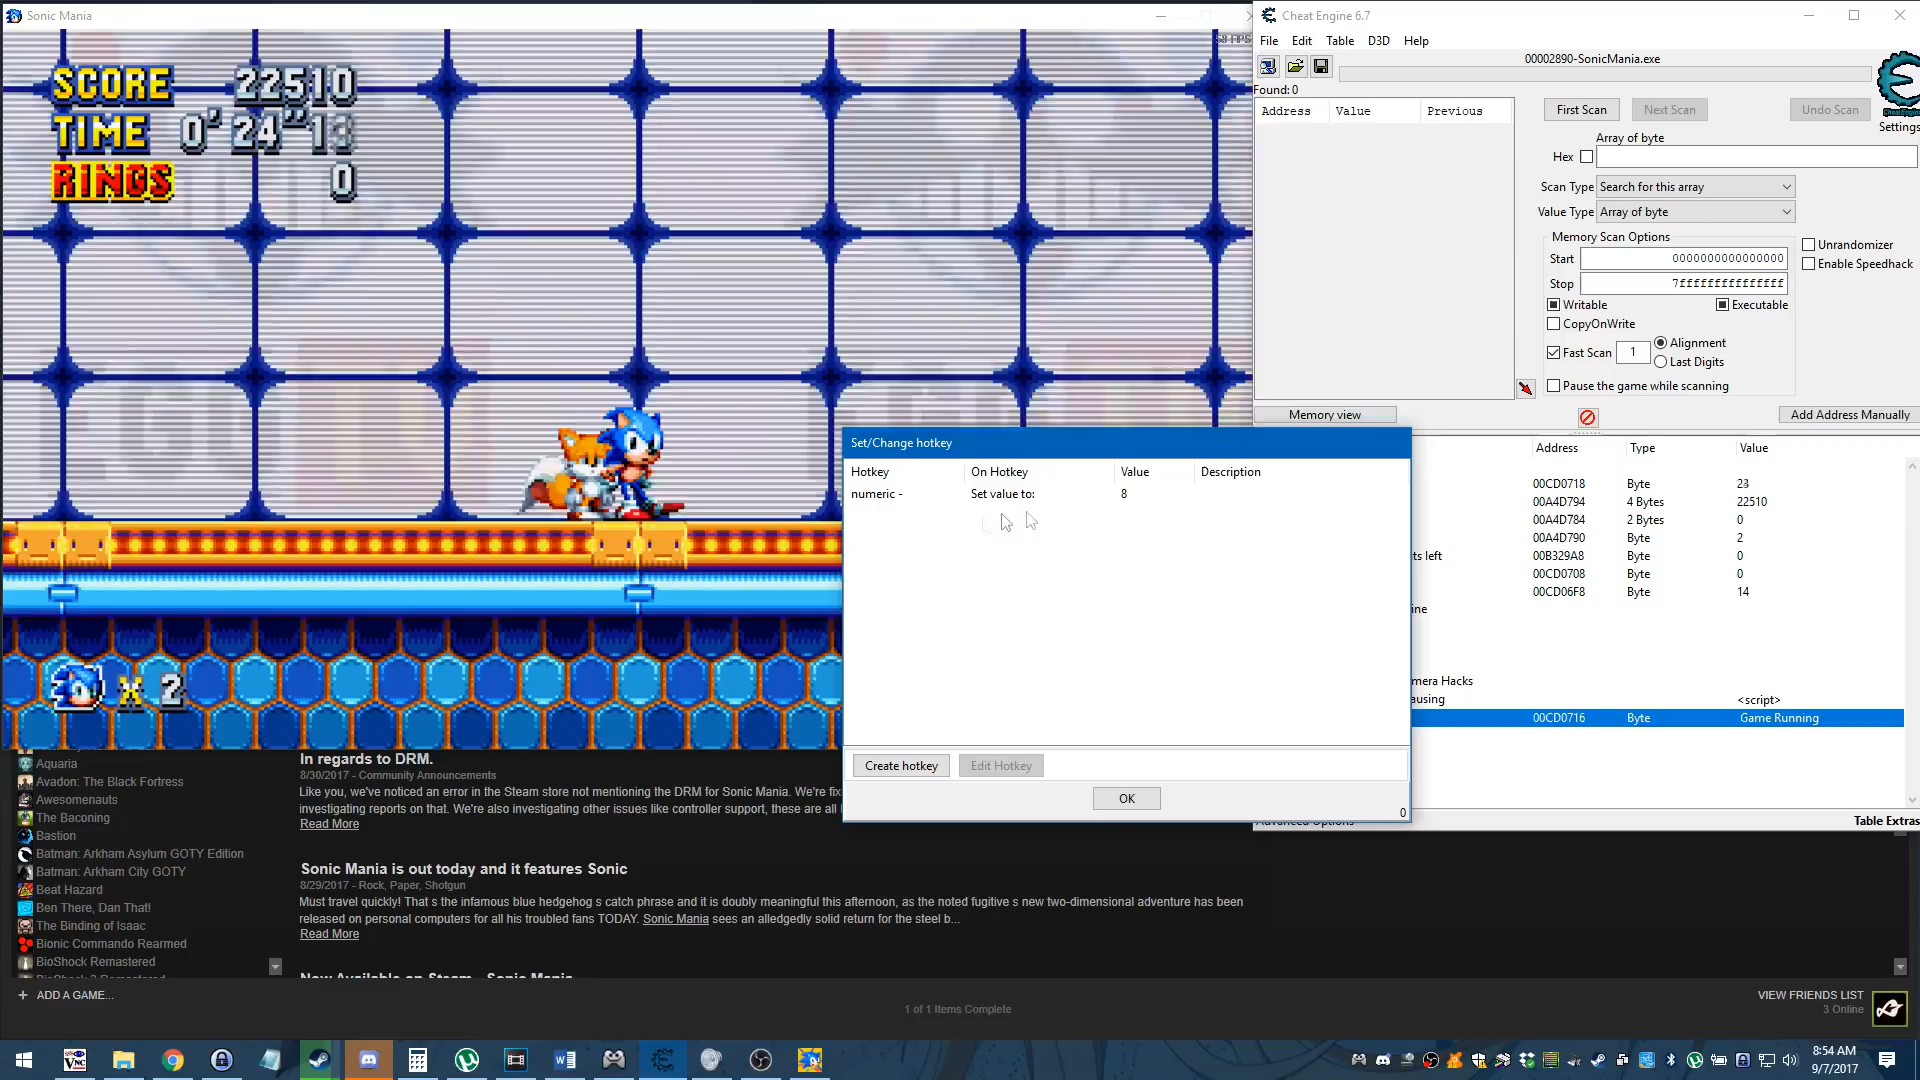 Sonic Mania
SCORE 22510
TIME 0'24"13
RINGS 0
X 2
Cheat Engine 6.7
File Edit Table D3D Help
00002890-SonicMania.exe
Found: 0
Address Value Previous
First Scan Next Scan Undo Scan
Settings
Array of byte
Hex
Scan Type Search for this array
Value Type Array of byte
Memory Scan Options
Start 0000000000000000
Stop 7fffffffffffffff
Writable Executable
CopyOnWrite
Fast Scan 1 Alignment
Last Digits
Pause the game while scanning
Unrandomizer
Enable Speedhack
Memory view Add Address Manually
Address Type Value
00CD0718 Byte 23
00A4D794 4 Bytes 22510
00A4D784 2 Bytes 0
00A4D790 Byte 2
ts left 00B329A8 Byte 0
00CD0708 Byte 0
00CD06F8 Byte 14
ine
mera Hacks
ausing <script>
00CD0716 Byte Game Running
Advanced Options Table Extras
Set/Change hotkey
Hotkey On Hotkey Value Description
numeric - Set value to: 8
Create hotkey Edit Hotkey
OK
0
Aquaria
Avadon: The Black Fortress
Awesomenauts
The Baconing
Bastion
Batman: Arkham Asylum GOTY Edition
Batman: Arkham City GOTY
Beat Hazard
Ben There, Dan That!
The Binding of Isaac
Bionic Commando Rearmed
BioShock Remastered
BioShock 2 Remastered
In regards to DRM.
8/30/2017 - Community Announcements
Like you, we've noticed an error in the Steam store not mentioning the DRM for Sonic Mania. We're fix
investigating reports on that. We're also investigating other issues like controller support, these are all
Read More
Sonic Mania is out today and it features Sonic
8/29/2017 - Rock, Paper, Shotgun
Must travel quickly! That s the infamous blue hedgehog s catch phrase and it is doubly meaningful this afternoon, as the noted fugitive s new two-dimensional adventure has been
released on personal computers for all his troubled fans TODAY. Sonic Mania sees an alledgedly solid return for the steel b...
Read More
Now Available on Steam - Sonic Mania
+ ADD A GAME...
1 of 1 Items Complete
VIEW FRIENDS LIST
3 Online
8:54 AM
9/7/2017